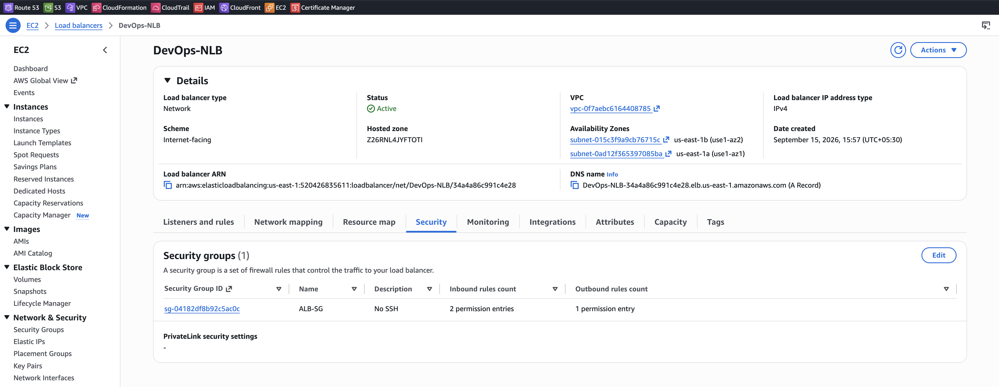 Route 53 S3 VPC CloudFormation CloudTrail IAM CloudFront EC2 Certificate Manager
EC2 Load balancers DevOps-NLB
EC2
Dashboard
AWS Global View
Events
Instances
Instances
Instance Types
Launch Templates
Spot Requests
Savings Plans
Reserved Instances
Dedicated Hosts
Capacity Reservations
Capacity Manager New
Images
AMIs
AMI Catalog
Elastic Block Store
Volumes
Snapshots
Lifecycle Manager
Network & Security
Security Groups
Elastic IPs
Placement Groups
Key Pairs
Network Interfaces
DevOps-NLB
Actions
Details
Load balancer type
Network
Status
Active
VPC
vpc-0f7aebc6164408785
Load balancer IP address type
IPv4
Scheme
Internet-facing
Hosted zone
Z26RNL4JYFTOTI
Availability Zones
subnet-015c3f9a9cb76715c us-east-1b (use1-az2)
subnet-0ad12f365397085ba us-east-1a (use1-az1)
Date created
September 15, 2026, 15:57 (UTC+05:30)
Load balancer ARN
arn:aws:elasticloadbalancing:us-east-1:520426835611:loadbalancer/net/DevOps-NLB/34a4a86c991c4e28
DNS name Info
DevOps-NLB-34a4a86c991c4e28.elb.us-east-1.amazonaws.com (A Record)
Listeners and rules Network mapping Resource map Security Monitoring Integrations Attributes Capacity Tags
Security groups (1)
Edit
A security group is a set of firewall rules that control the traffic to your load balancer.
Security Group ID Name Description Inbound rules count Outbound rules count
sg-04182df8b92c5ac0c ALB-SG No SSH 2 permission entries 1 permission entry
PrivateLink security settings
-